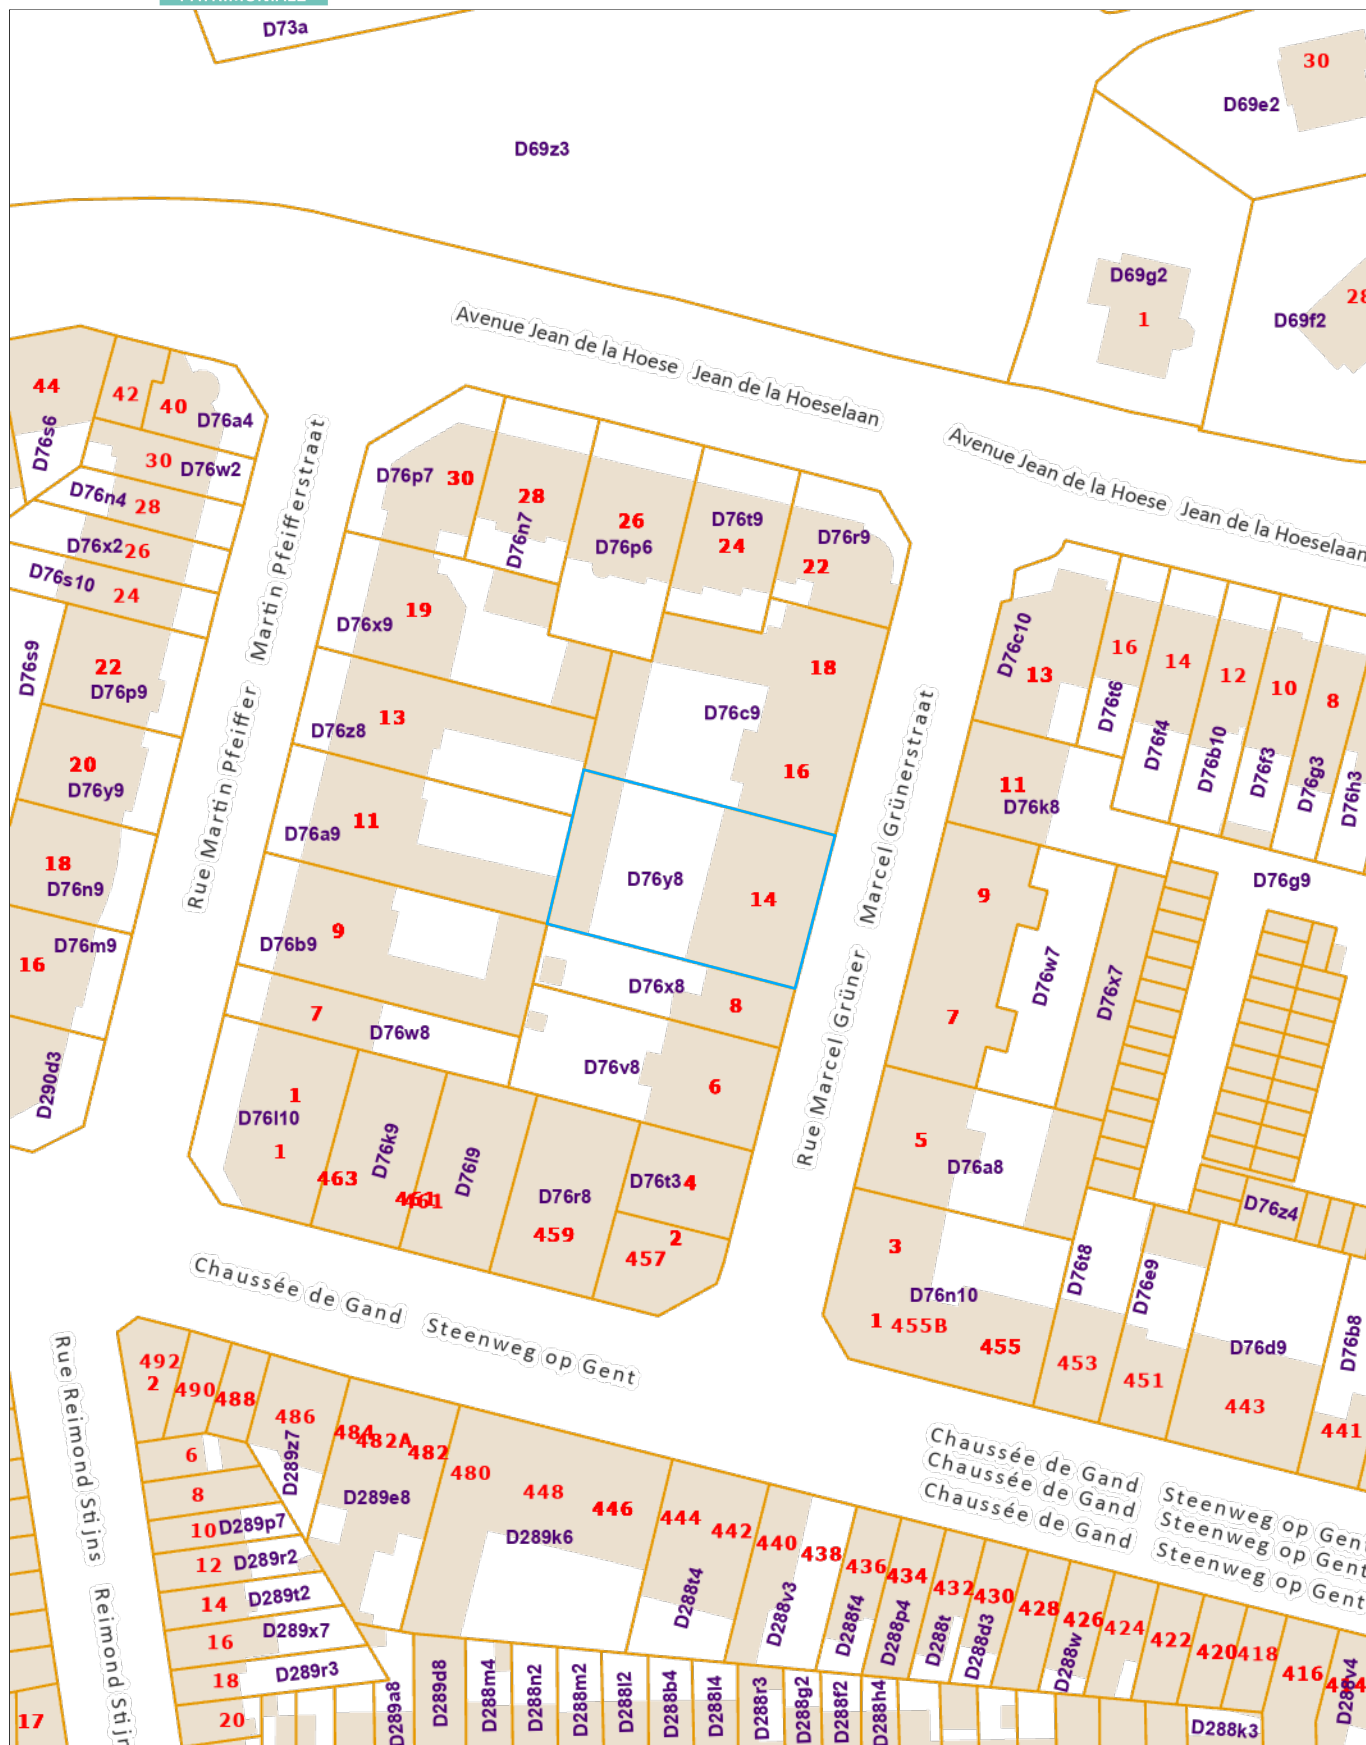 D73a
30
D69e2
D69z3
D69g2
1
28
D69f2
Avenue Jean de la Hoese Jean de la Hoeselaan
Avenue Jean de la Hoese Jean de la Hoeselaan
44
42
40
D76a4
D76s6
30
D76w2
D76n4
28
D76x2
26
D76s10
24
D76s9
22
D76p9
20
D76y9
18
D76n9
D76m9
16
D290d3
Rue Martin Pfeiffer Martin Pfeifferstraat
D76p7
30
28
D76n7
26
D76p6
D76t9
24
D76r9
22
D76x9
19
18
D76c9
16
D76z8
13
D76a9
11
D76y8
14
D76b9
9
D76x8
8
7
D76w8
D76v8
6
1
D76l10
1
D76k9
463
461
461
D76l9
D76r8
459
D76t3
4
2
457
Rue Marcel Grüner Marcel Grünerstraat
D76c10
13
16
D76t6
14
D76f4
12
D76b10
10
D76f3
8
D76g3
D76h3
11
D76k8
9
D76g9
D76w7
D76x7
7
5
D76a8
D76z4
3
D76n10
1
455B
455
D76t8
453
D76e9
451
D76d9
443
D76b8
441
Chaussée de Gand Steenweg op Gent
Chaussée de Gand Steenweg op Gent
Chaussée de Gand Steenweg op Gent
Chaussée de Gand Steenweg op Gent
Rue Reimond Stijns Reimond Stijn
492
2
490
488
486
D289z7
484
482A
482
D289e8
480
448
446
D289k6
444
442
D288t4
440
D288v3
438
436
D288f4
434
D288p4
432
D288t
430
D288d3
428
426
D288w
424
422
420
418
416
6
8
10
D289p7
12
D289r2
14
D289t2
16
D289x7
18
D289r3
20
17
D289a8
D289d8
D288m4
D288n2
D288m2
D288l2
D288b4
D288l4
D288r3
D288g2
D288f2
D288h4
D288k3